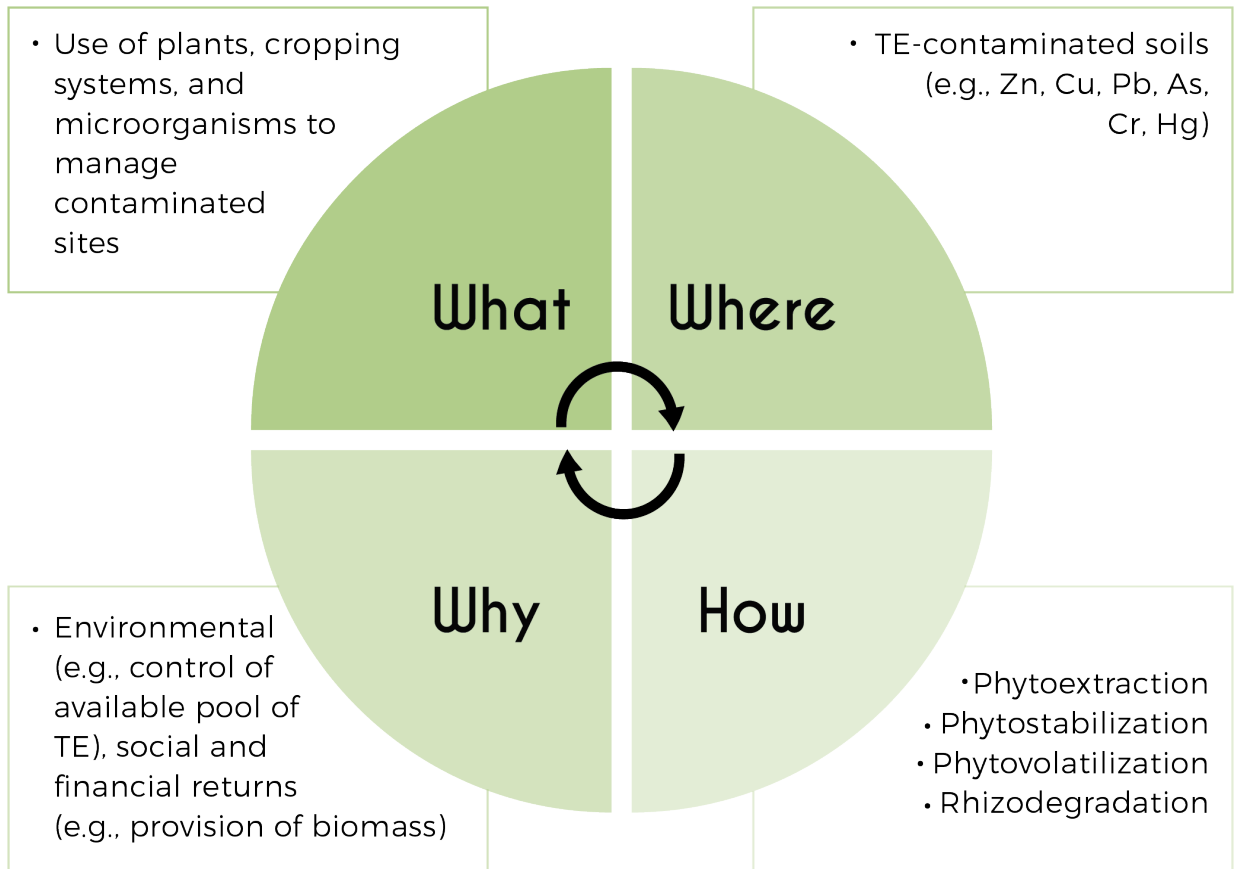 • Use of plants, cropping
systems, and
microorganisms to
manage
contaminated
sites
• TE-contaminated soils
(e.g., Zn, Cu, Pb, As,
Cr, Hg)
What
Where
Why
How
• Environmental
(e.g., control of
available pool of
TE), social and
financial returns
(e.g., provision of biomass)
• Phytoextraction
• Phytostabilization
• Phytovolatilization
• Rhizodegradation